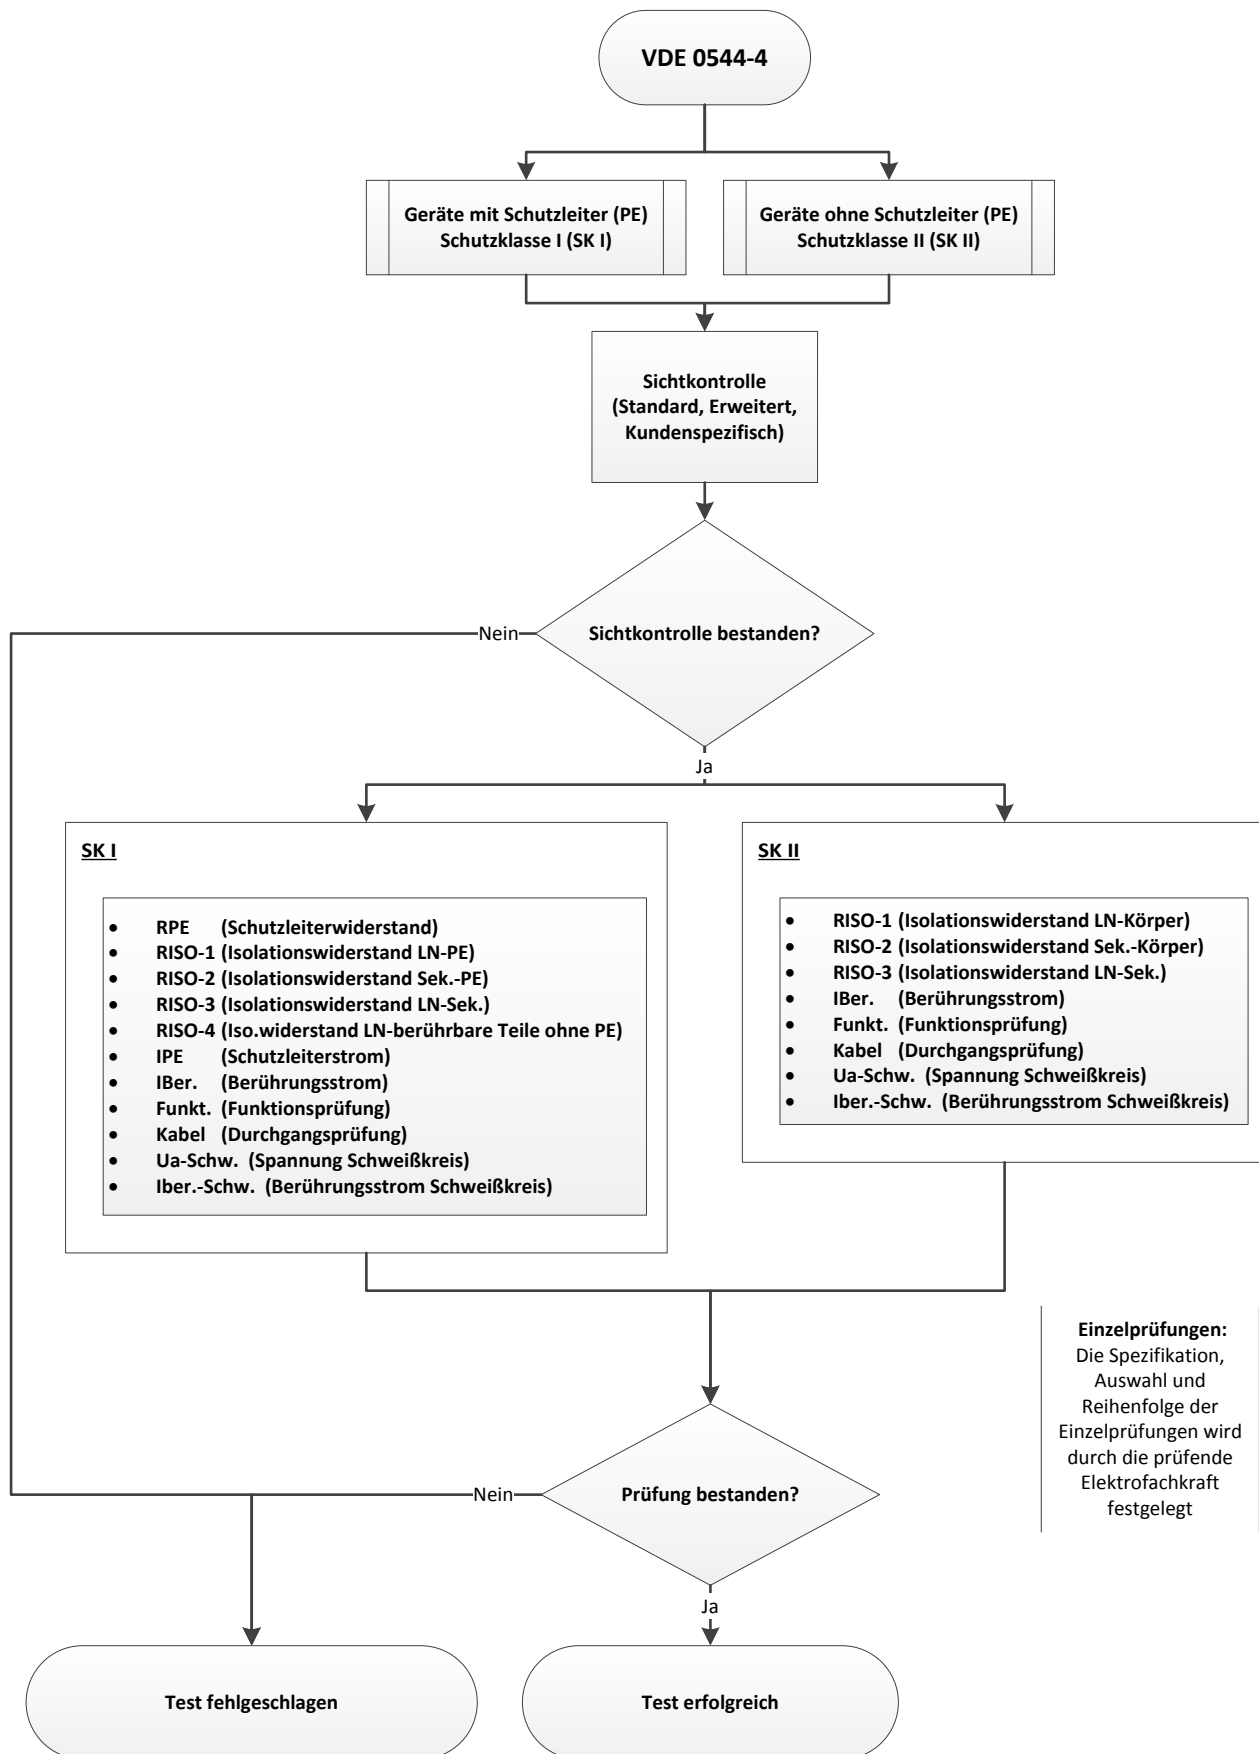 VDE 0544-4
Geräte mit Schutzleiter (PE)
Schutzklasse I (SK I)
Geräte ohne Schutzleiter (PE)
Schutzklasse II (SK II)
Sichtkontrolle
(Standard, Erweitert,
Kundenspezifisch)
Sichtkontrolle bestanden?
Nein
Ja
SK I
• RPE (Schutzleiterwiderstand)
• RISO-1 (Isolationswiderstand LN-PE)
• RISO-2 (Isolationswiderstand Sek.-PE)
• RISO-3 (Isolationswiderstand LN-Sek.)
• RISO-4 (Iso.widerstand LN-berührbare Teile ohne PE)
• IPE (Schutzleiterstrom)
• IBer. (Berührungsstrom)
• Funkt. (Funktionsprüfung)
• Kabel (Durchgangsprüfung)
• Ua-Schw. (Spannung Schweißkreis)
• Iber.-Schw. (Berührungsstrom Schweißkreis)
SK II
• RISO-1 (Isolationswiderstand LN-Körper)
• RISO-2 (Isolationswiderstand Sek.-Körper)
• RISO-3 (Isolationswiderstand LN-Sek.)
• IBer. (Berührungsstrom)
• Funkt. (Funktionsprüfung)
• Kabel (Durchgangsprüfung)
• Ua-Schw. (Spannung Schweißkreis)
• Iber.-Schw. (Berührungsstrom Schweißkreis)
Einzelprüfungen:
Die Spezifikation,
Auswahl und
Reihenfolge der
Einzelprüfungen wird
durch die prüfende
Elektrofachkraft
festgelegt
Prüfung bestanden?
Nein
Ja
Test fehlgeschlagen
Test erfolgreich